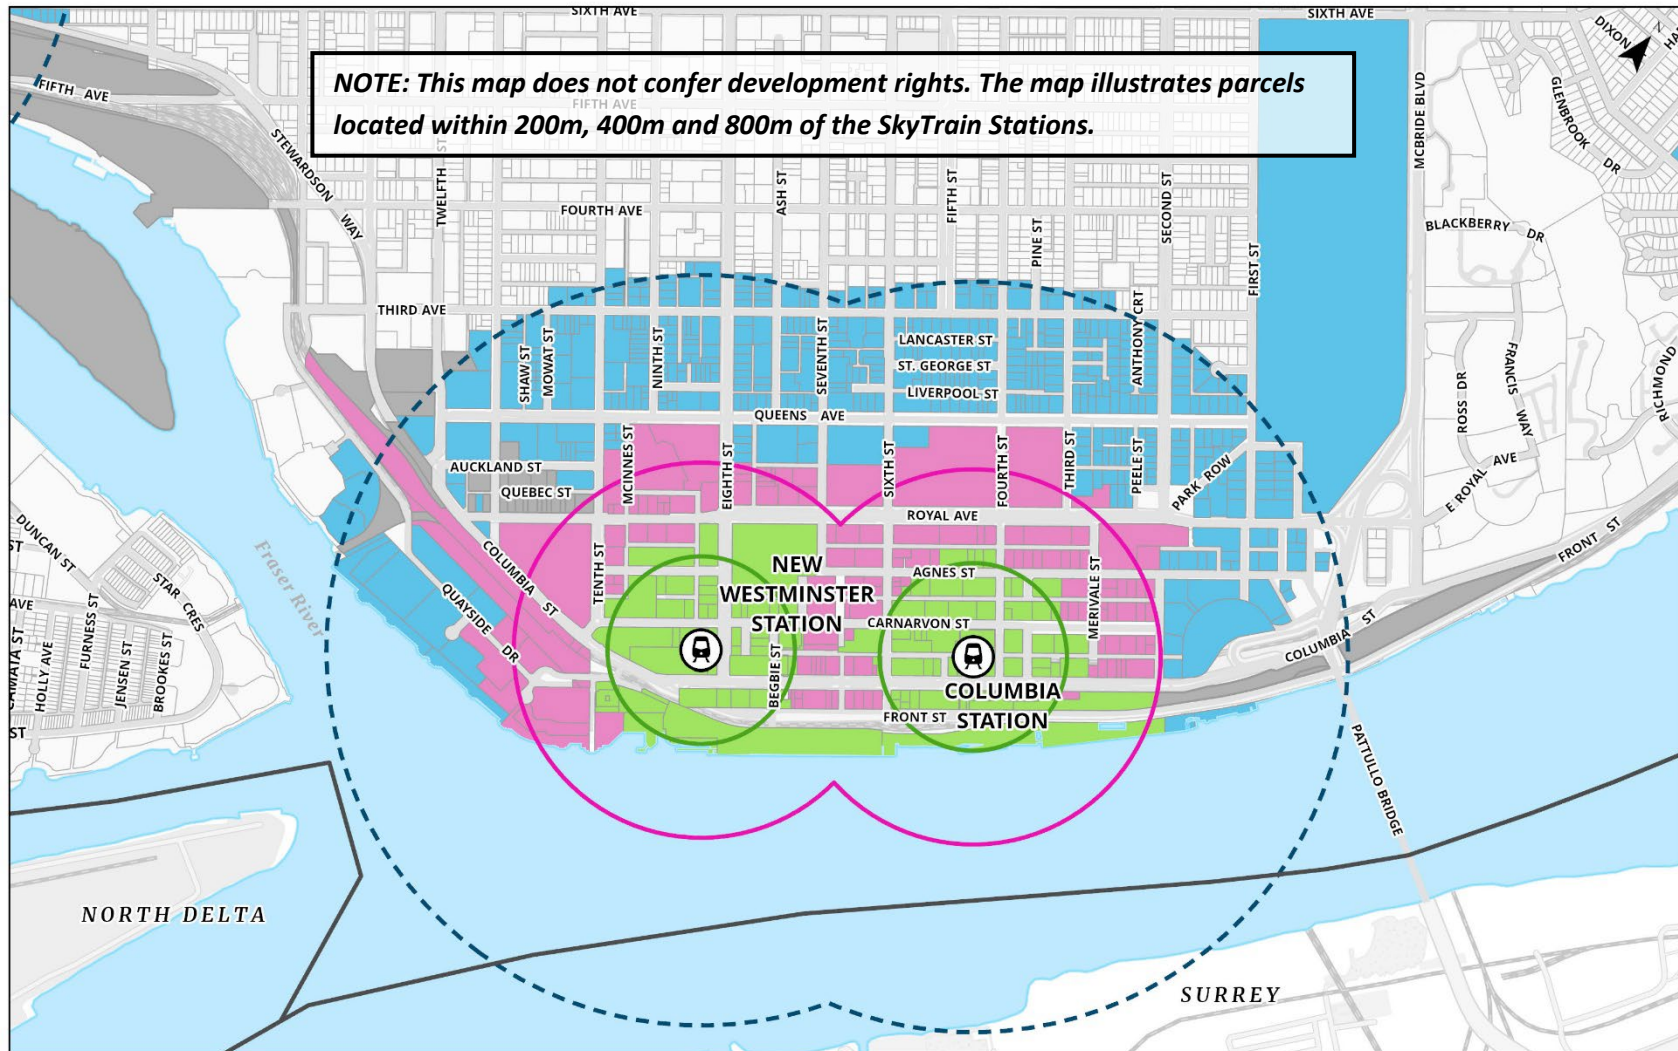 SIXTH AVE
SIXTH AVE
DIXON
HA
N
NOTE: This map does not confer development rights. The map illustrates parcels
located within 200m, 400m and 800m of the SkyTrain Stations.
FIFTH AVE
FIFTH AVE
STEWARDSON WAY
TWELFTH ST
FOURTH AVE
ASH ST
FIFTH ST
PINE ST
SECOND ST
FIRST ST
MCBRIDE BLVD
GLENBROOK DR
BLACKBERRY DR
THIRD AVE
SHAW ST
MOWAT ST
NINTH ST
SEVENTH ST
LANCASTER ST
ST. GEORGE ST
LIVERPOOL ST
ANTHONY CRT
ROSS DR
FRANCIS WAY
RICHMOND
QUEENS AVE
AUCKLAND ST
QUEBEC ST
MCINNES ST
EIGHTH ST
SIXTH ST
FOURTH ST
THIRD ST
PEELE ST
PARK ROW
E ROYAL AVE
ROYAL AVE
DUNCAN ST
ST
STAR CRES
Fraser River
COLUMBIA ST
TENTH ST
NEW
WESTMINSTER
STATION
AGNES ST
CARNARVON ST
MERIVALE ST
FRONT ST
AVE
CAMATA ST
HOLLY AVE
FURNESS ST
JENSEN ST
BROOKES ST
ST
QUAYSIDE DR
BEGBIE ST
COLUMBIA
STATION
FRONT ST
COLUMBIA ST
PATTULLO BRIDGE
NORTH DELTA
SURREY